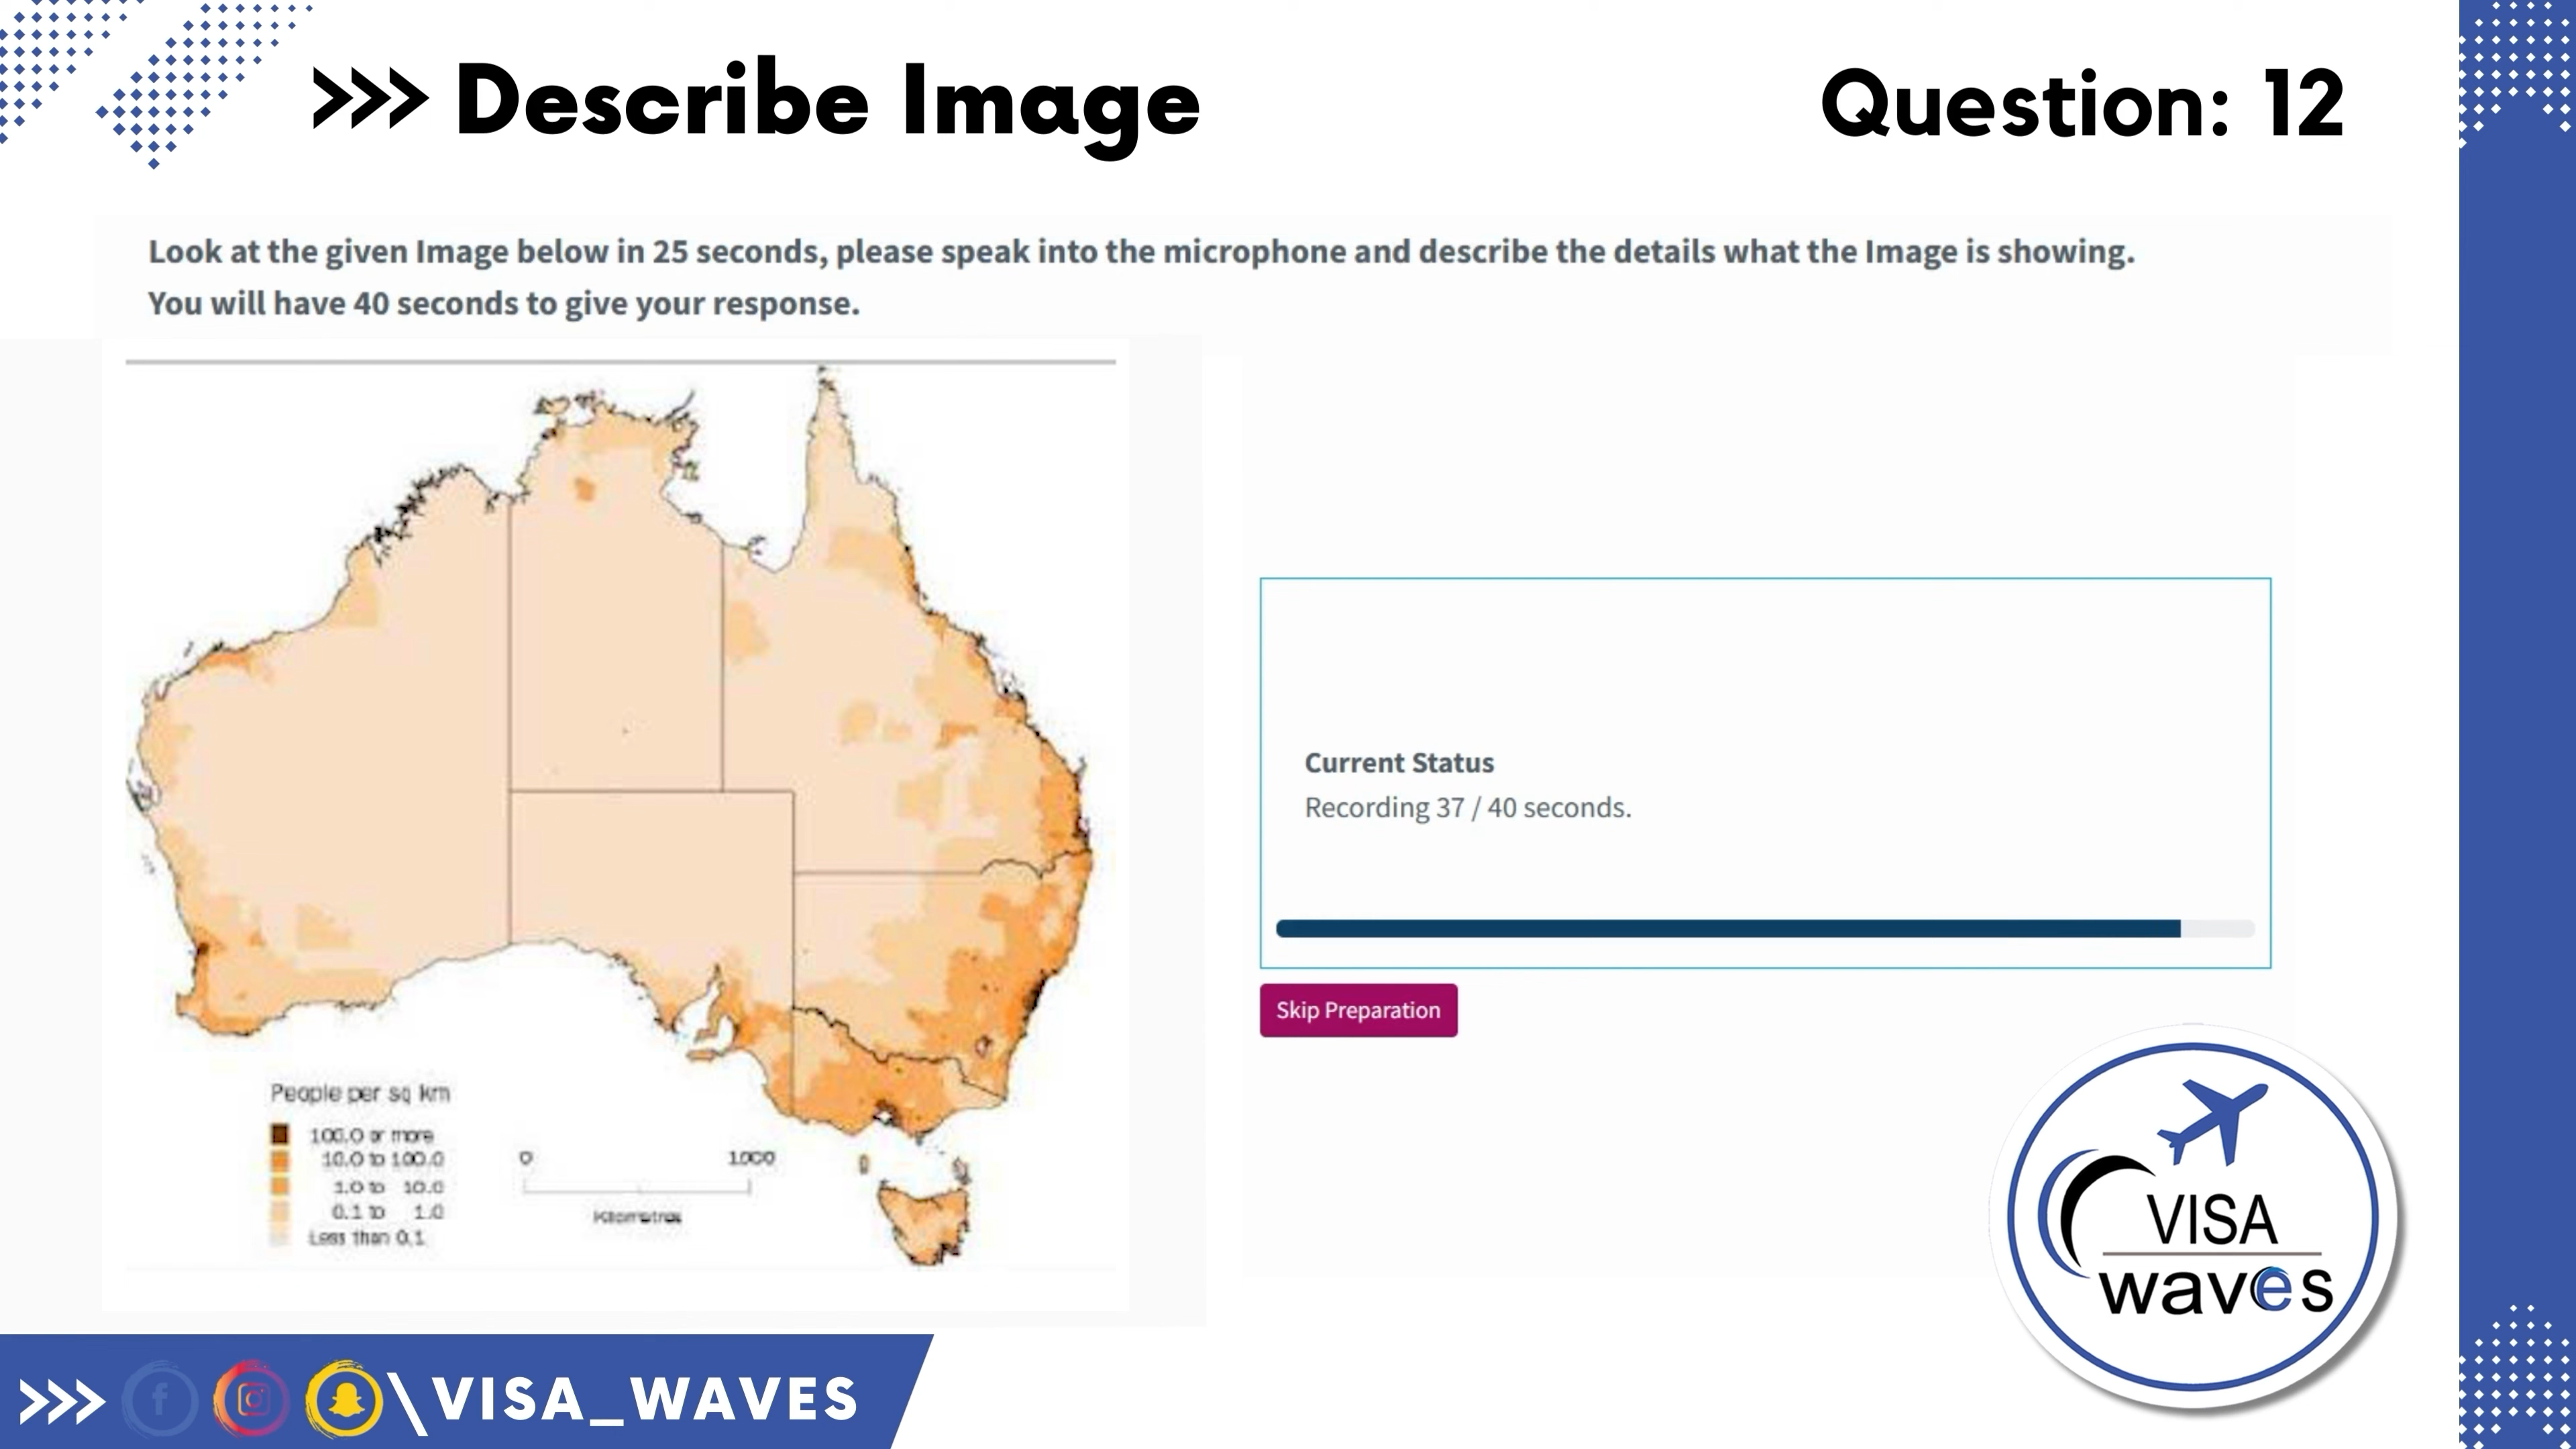 >>> Describe Image
Question: 12
Look at the given Image below in 25 seconds, please speak into the microphone and describe the details what the Image is showing.
You will have 40 seconds to give your response.
People per sq km
100.0 or more
10.0 to 100.0
1.0 to 10.0
0.1 to 1.0
Less than 0.1
0 1000
Kilometres
Current Status
Recording 37 / 40 seconds.
Skip Preparation
VISA
waves
>>> \VISA_WAVES